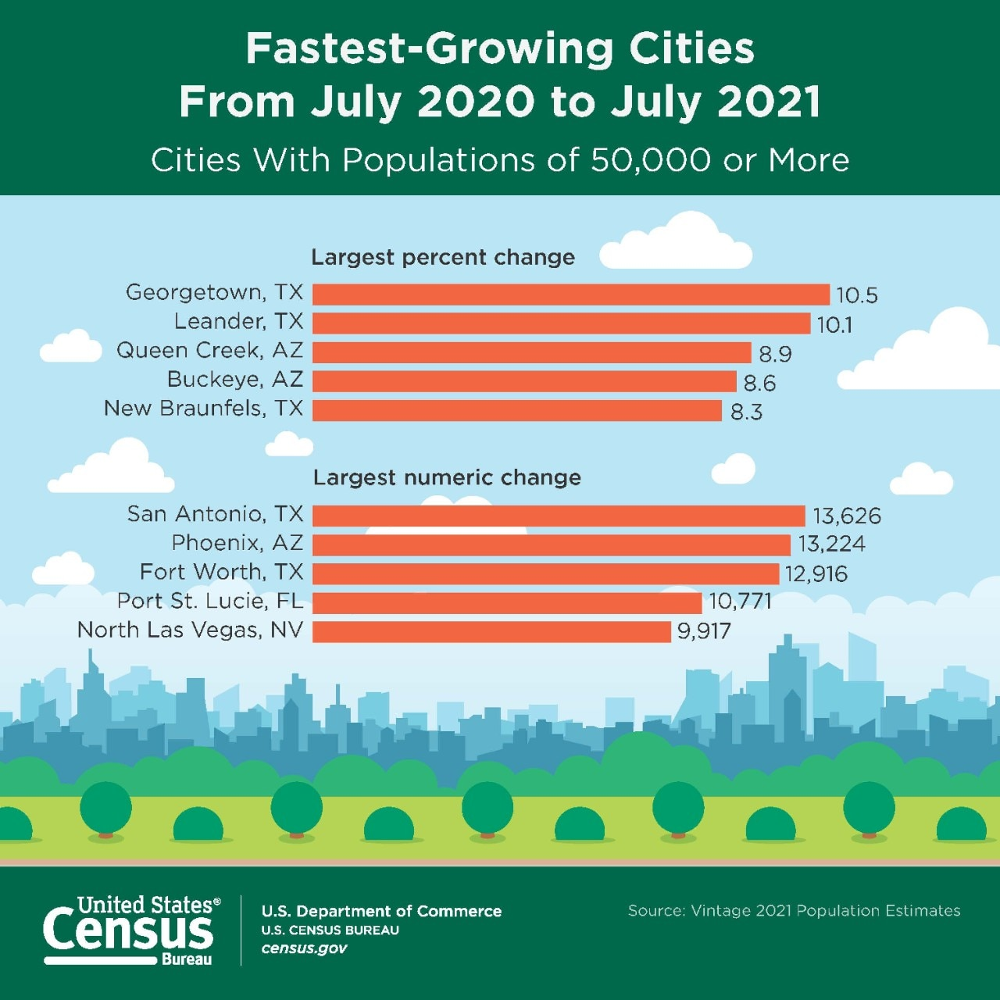 Fastest-Growing Cities
From July 2020 to July 2021
Cities With Populations of 50,000 or More
Largest percent change
Georgetown, TX 10.5
Leander, TX 10.1
Queen Creek, AZ 8.9
Buckeye, AZ 8.6
New Braunfels, TX 8.3
Largest numeric change
San Antonio, TX 13,626
Phoenix, AZ 13,224
Fort Worth, TX 12,916
Port St. Lucie, FL 10,771
North Las Vegas, NV 9,917
United States®
Census
Bureau
U.S. Department of Commerce
U.S. CENSUS BUREAU
census.gov
Source: Vintage 2021 Population Estimates